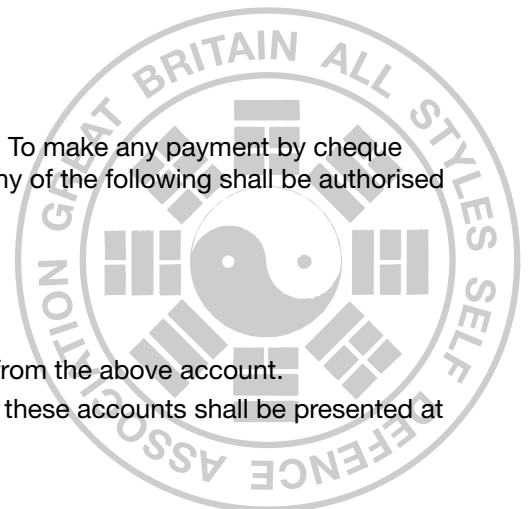 GREAT BRITAIN ALL STYLES SELF DEFENCE ASSOCIATION
To make any payment by cheque
ny of the following shall be authorised
from the above account.
these accounts shall be presented at